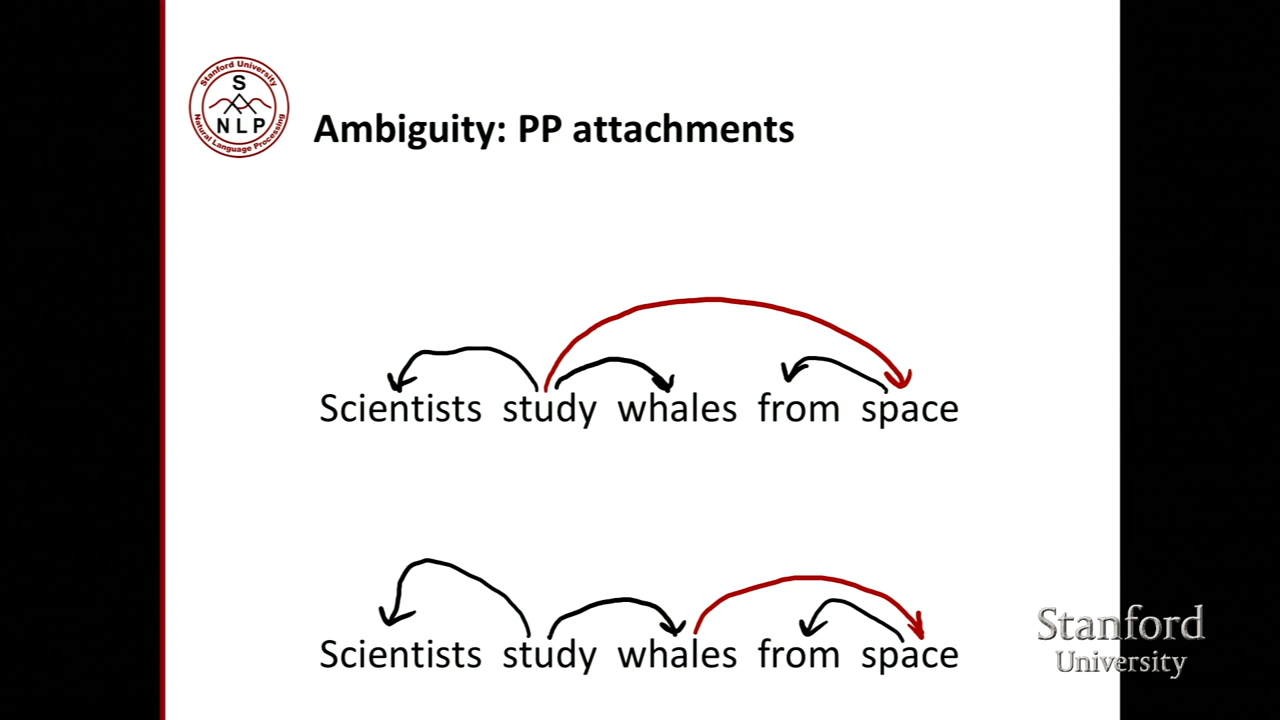 Stanford University
S
NLP
Natural Language Processing
Ambiguity: PP attachments
Scientists study whales from space
Scientists study whales from space
Stanford
University